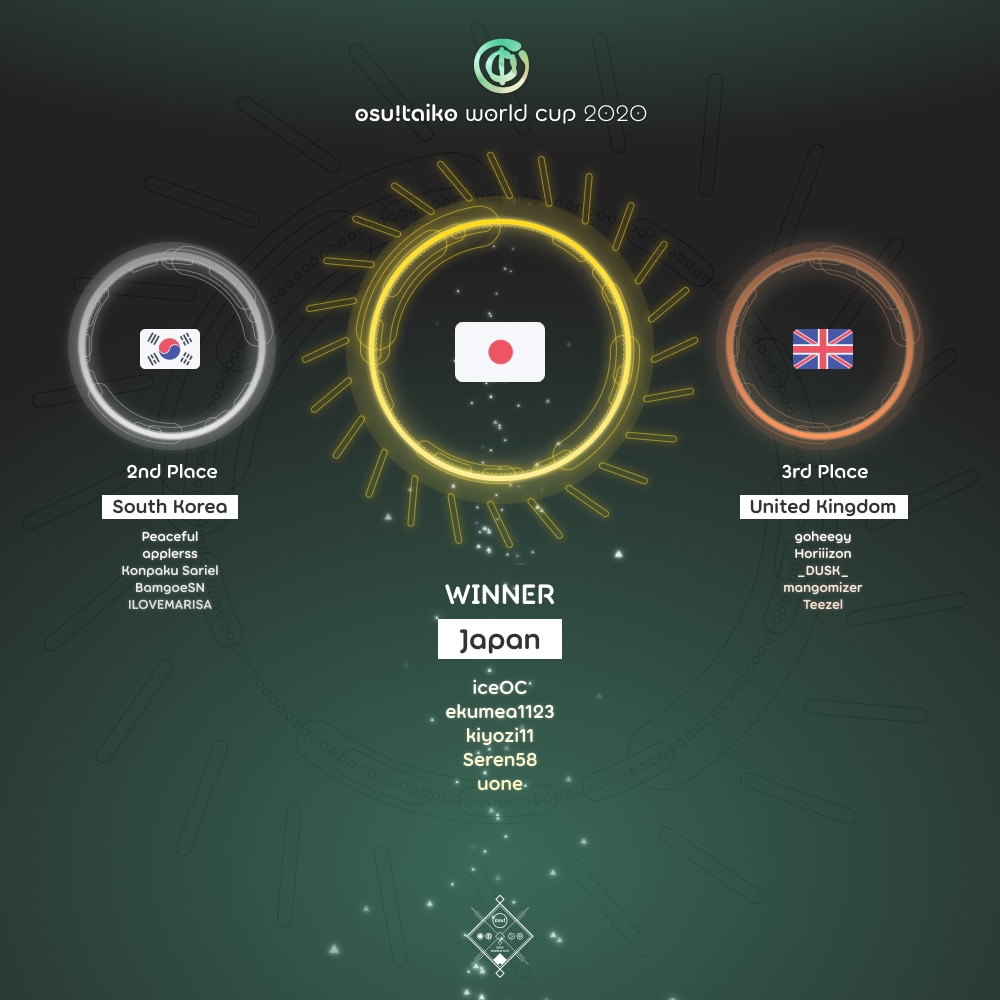 osu!taiko world cup 2020
2nd Place
South Korea
Peaceful
applerss
Konpaku Sariel
BamgoeSN
ILOVEMARISA
WINNER
Japan
iceOC
ekumea1123
kiyozi11
Seren58
uone
3rd Place
United Kingdom
goheegy
Horiiizon
_DUSK_
mangomizer
Teezel
osu!